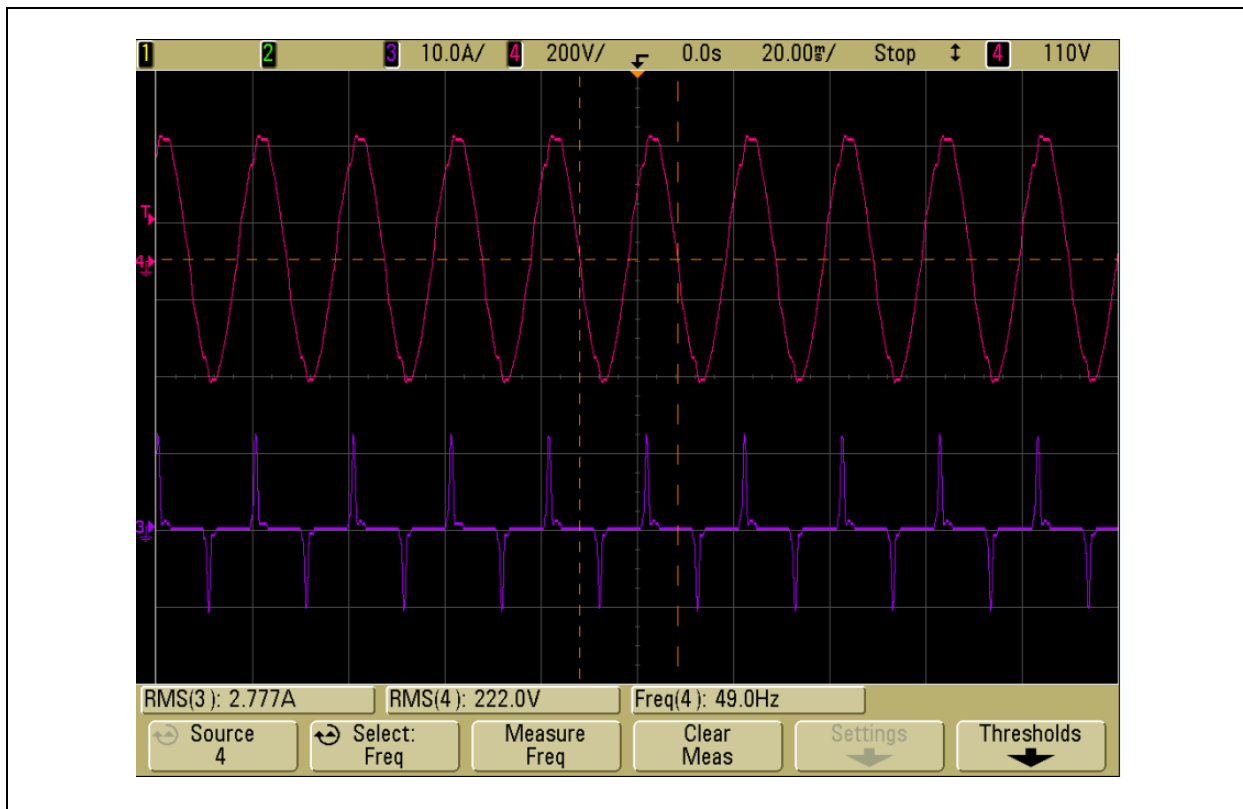 1 2 3 10.0A/ 4 200V/ 0.0s 20.00ms/ Stop ↕ 4 110V
T
4
3
RMS(3): 2.777A RMS(4): 222.0V Freq(4): 49.0Hz
Source 4
Select: Freq
Measure Freq
Clear Meas
Settings
Thresholds